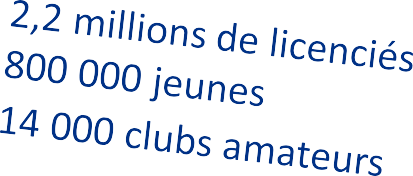 2,2 millions de licenciés
800 000 jeunes
14 000 clubs amateurs